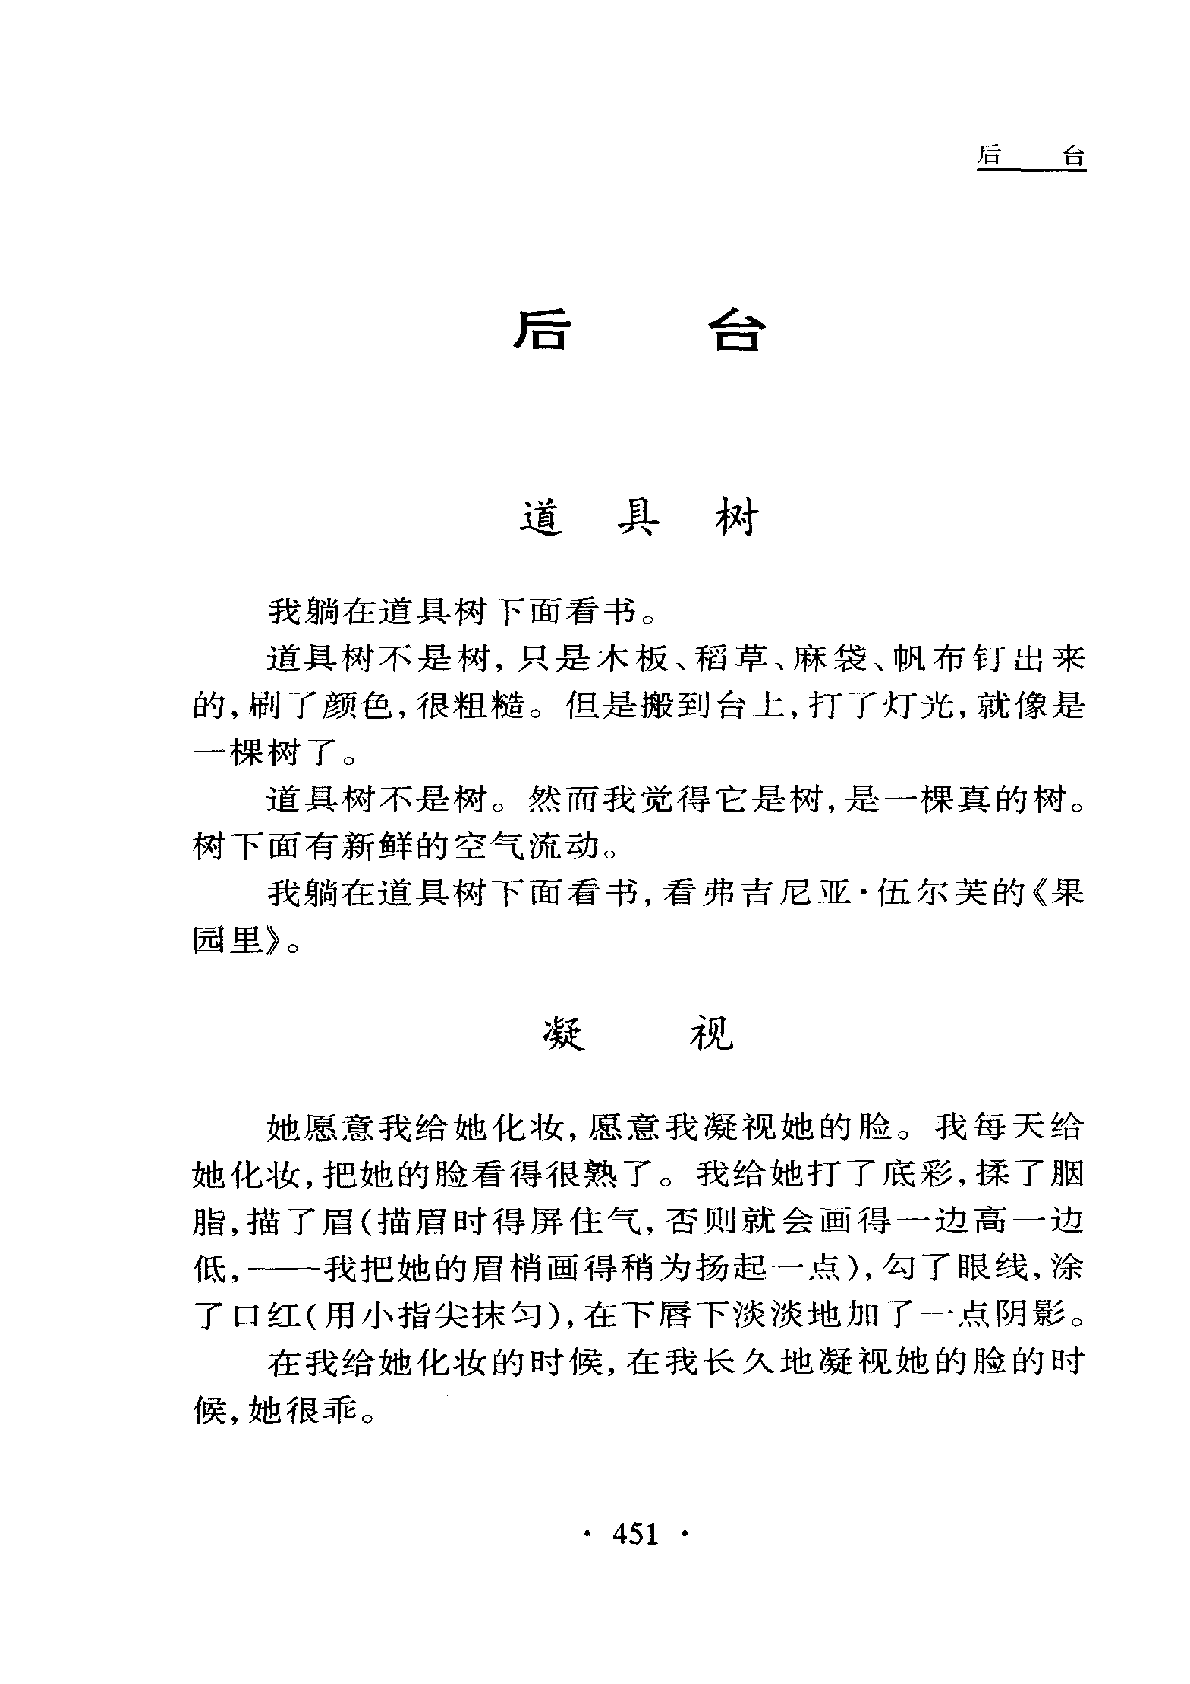 后 台
后 台
道 具 树
我躺在道具树下面看书。
道具树不是树，只是木板、稻草、麻袋、帆布钉出来
的，刷了颜色，很粗糙。但是搬到台上，打了灯光，就像是
一棵树了。
道具树不是树。然而我觉得它是树，是一棵真的树。
树下面有新鲜的空气流动。
我躺在道具树下面看书，看弗吉尼亚·伍尔芙的《果
园里》。
凝 视
她愿意我给她化妆，愿意我凝视她的脸。我每天给
她化妆，把她的脸看得很熟了。我给她打了底彩，揉了胭
脂，描了眉(描眉时得屏住气，否则就会画得一边高一边
低，——我把她的眉梢画得稍为扬起一点)，勾了眼线，涂
了口红(用小指尖抹匀)，在下唇下淡淡地加了一点阴影。
在我给她化妆的时候，在我长久地凝视她的脸的时
候，她很乖。
· 451 ·